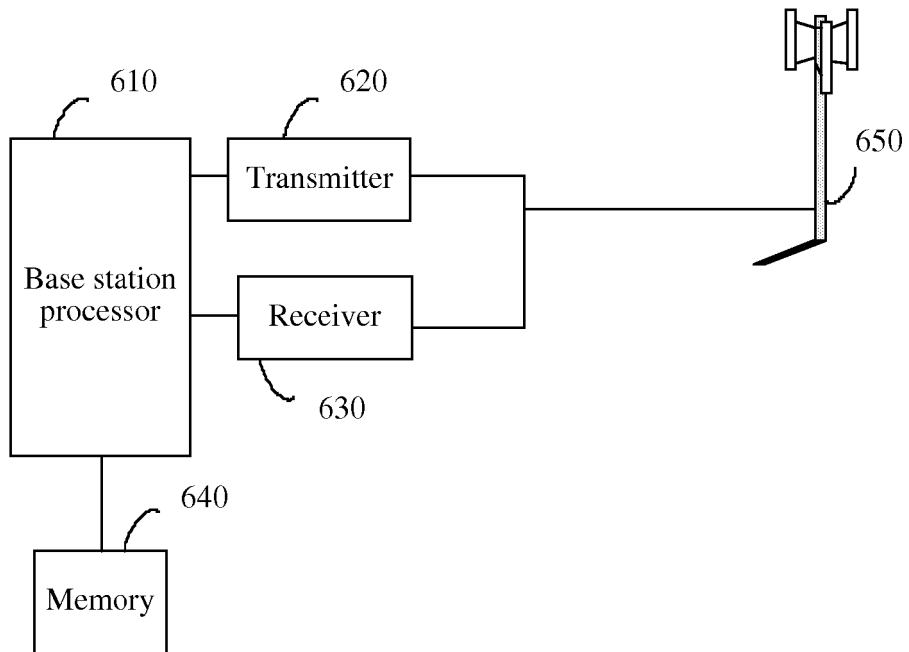 610
620
650
Transmitter
Base station
processor
Receiver
630
640
Memory